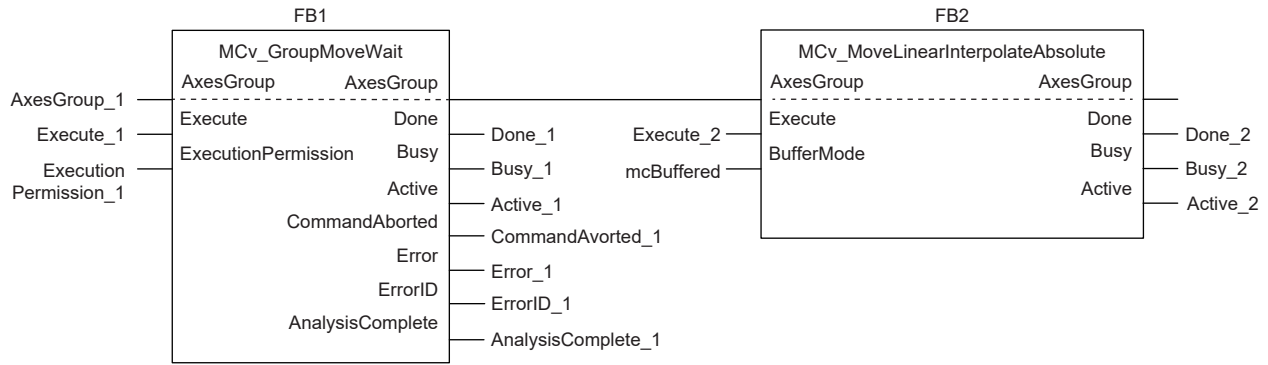 FB1
MCv_GroupMoveWait
AxesGroup AxesGroup
AxesGroup_1
Execute Done
Execute_1
Done_1
ExecutionPermission Busy
Execution
Permission_1
Busy_1
Active
Active_1
CommandAborted
CommandAvorted_1
Error
Error_1
ErrorID
ErrorID_1
AnalysisComplete
AnalysisComplete_1
FB2
MCv_MoveLinearInterpolateAbsolute
AxesGroup AxesGroup
Execute Done
Execute_2
Done_2
BufferMode Busy
mcBuffered
Busy_2
Active
Active_2